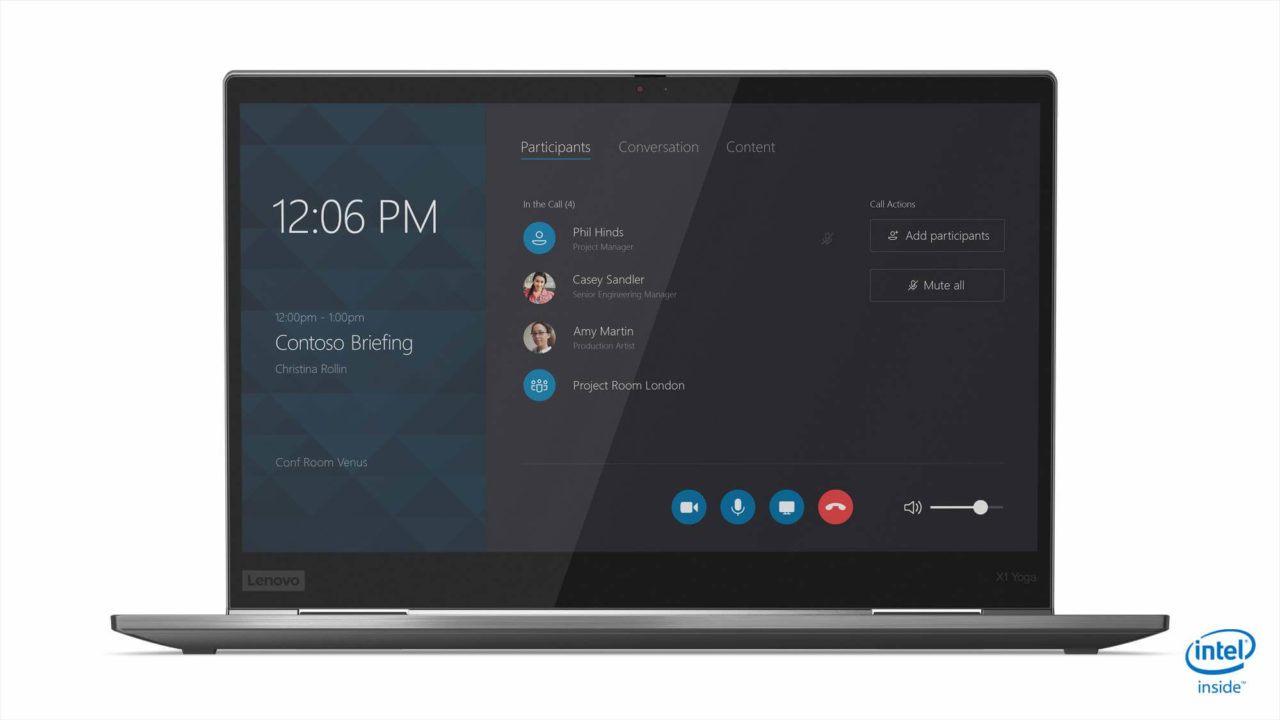 12:06 PM
12:00pm - 1:00pm
Contoso Briefing
Christina Rollin
Conf Room Venus
Participants Conversation Content
In the Call (4)
Phil Hinds
Project Manager
Casey Sandler
Senior Engineering Manager
Amy Martin
Production Artist
Project Room London
Call Actions
Add participants
Mute all
Lenovo
X1 Yoga
intel
inside™